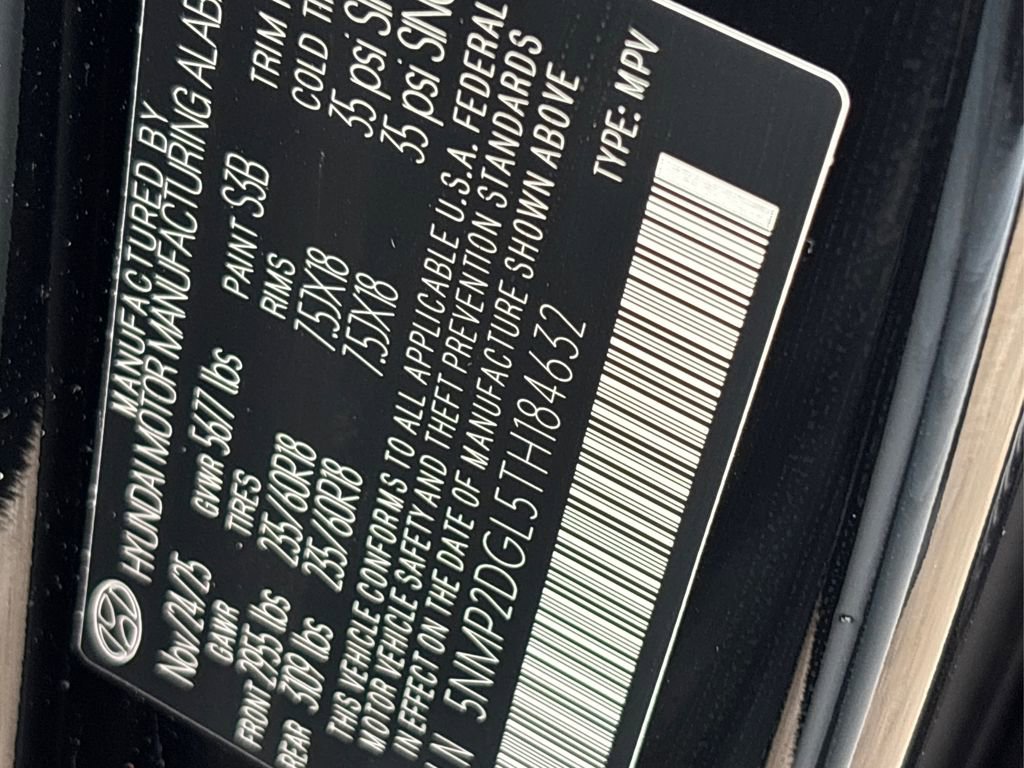 MANUFACTURED BY
HYUNDAI MOTOR MANUFACTURING ALAB
Nov/24/25 GVWR 5677 lbs PAINT S3B TRIM
GAWR TIRES RIMS COLD
FRONT 2955 lbs 235/60R18 7.5JX18 35 psi
REAR 3109 lbs 235/60R18 7.5JX18 35 psi SING
THIS VEHICLE CONFORMS TO ALL APPLICABLE U.S.A. FEDERAL
MOTOR VEHICLE SAFETY AND THEFT PREVENTION STANDARDS
IN EFFECT ON THE DATE OF MANUFACTURE SHOWN ABOVE
IN 5NMP2DGL5TH184632 TYPE: MPV